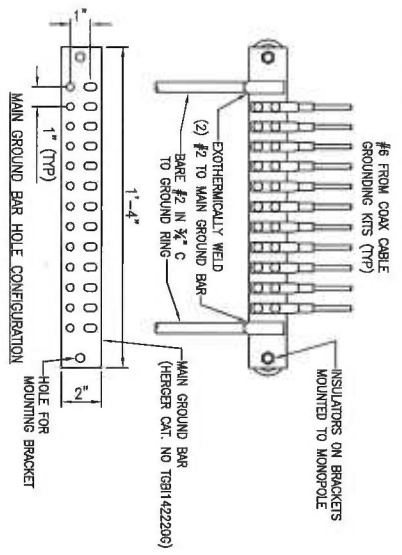 #6 FROM COAX CABLE
GROUNDING KITS (TYP)
INSULATORS ON BRACKETS
MOUNTED TO MONOPOLE
EXOTHERMICALLY WELD
(2) #2 TO MAIN GROUND BAR
BARE #2 IN ¾" C
TO GROUND RING
1'-4"
1"
1" (TYP)
2"
MAIN GROUND BAR
(HERGER CAT. NO TGBI142220G)
HOLE FOR
MOUNTING BRACKET
MAIN GROUND BAR HOLE CONFIGURATION